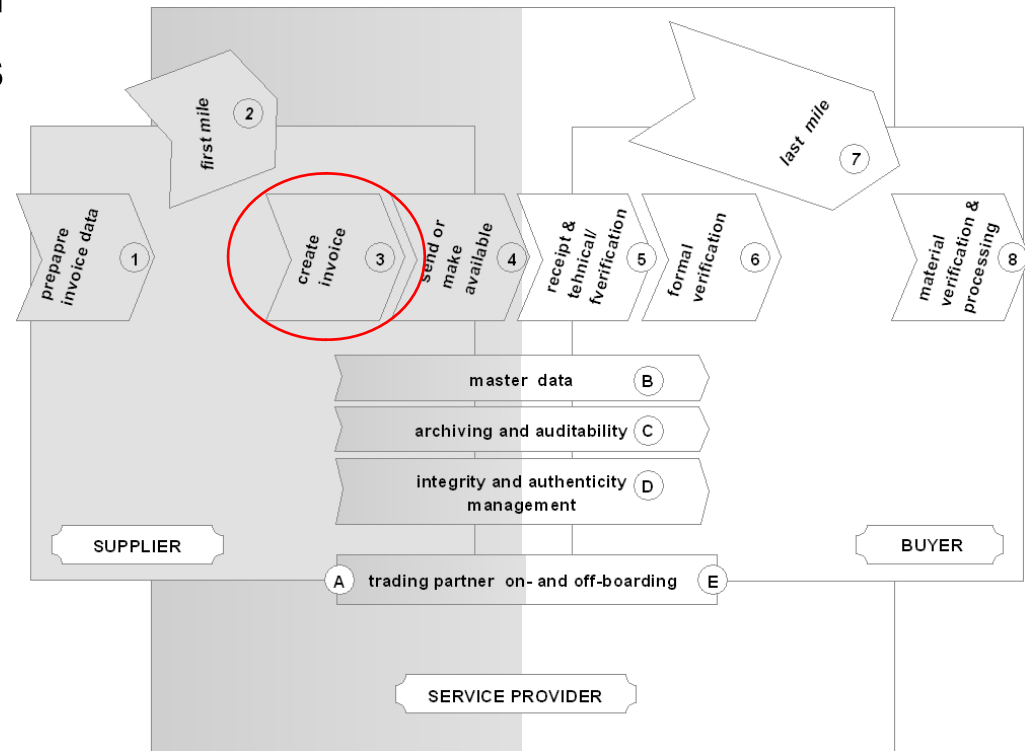 first mile
2
last mile
7
prepapre
invoice data
1
create
invoice
3
send or
make
available
4
receipt &
tehnical/
fverification
5
formal
verification
6
material
verification &
processing
8
master data
B
archiving and auditability
C
integrity and authenticity
management
D
SUPPLIER
BUYER
A
trading partner on- and off-boarding
E
SERVICE PROVIDER